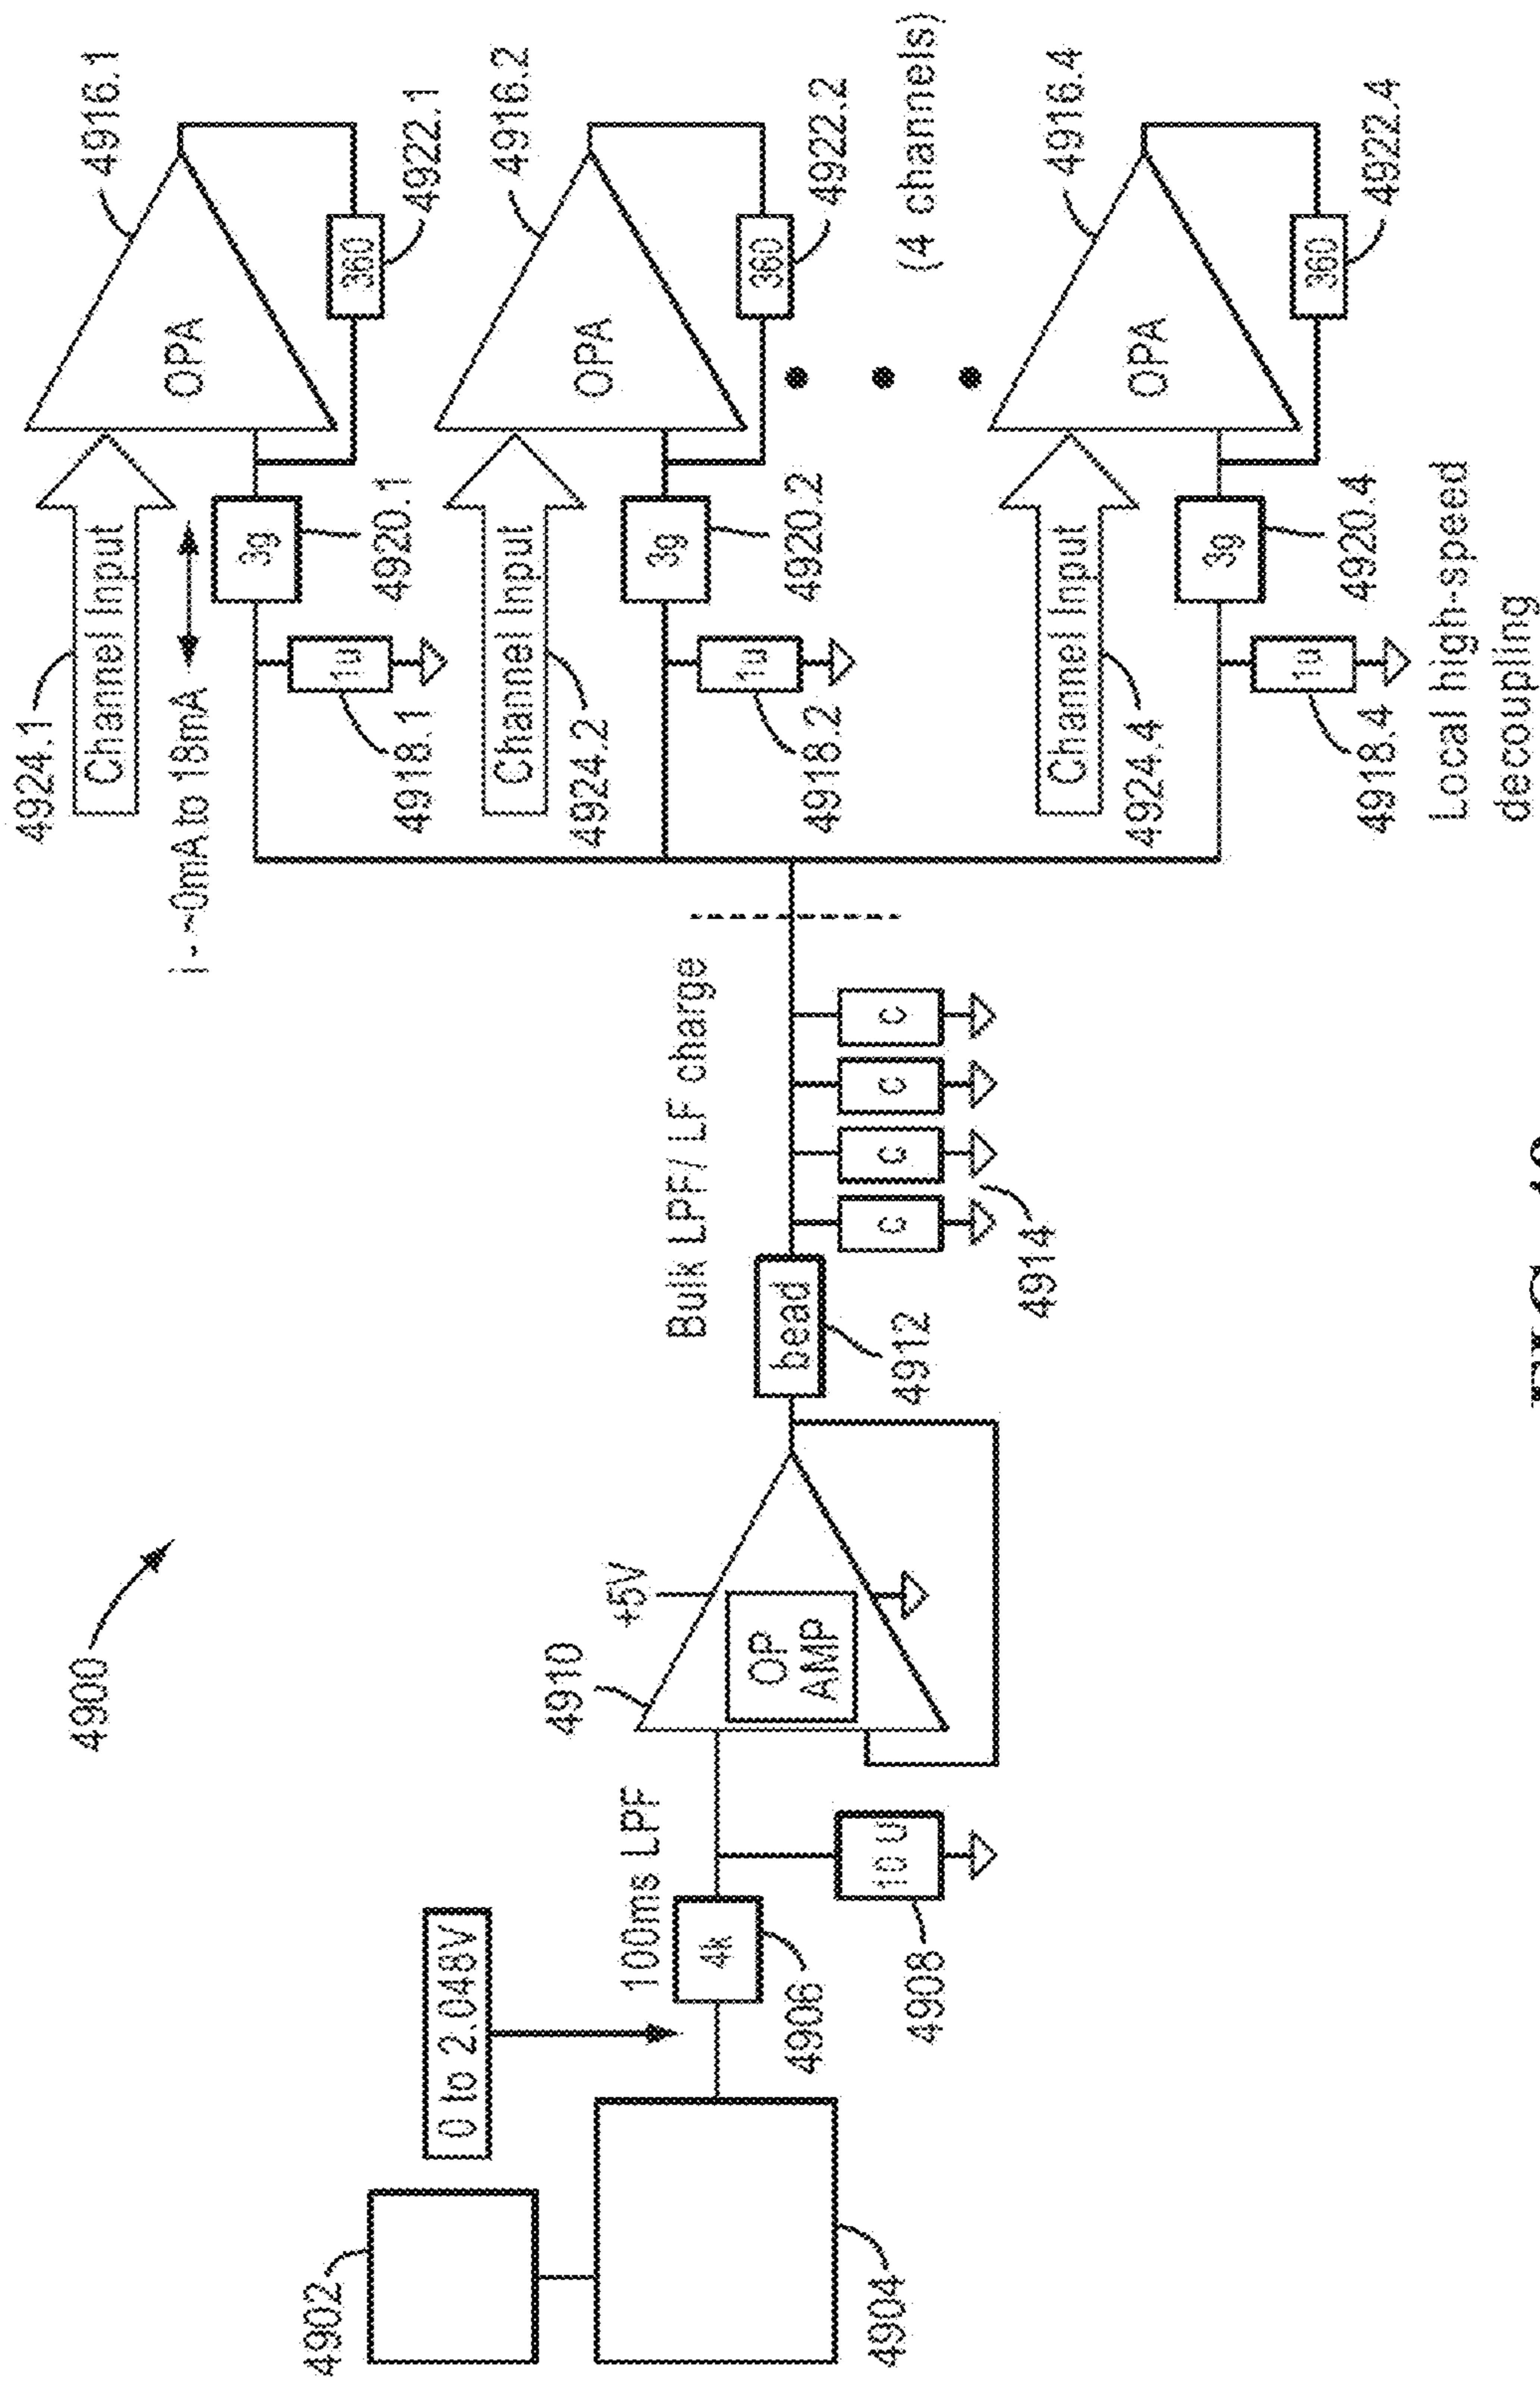 4900
4902
4904
0 to 2.048V
100ms LPF
4k
4906
10 u
4908
4910
+5V
OP
AMP
bead
4912
Bulk LPF/ LF charge
C
C
C
C
4914
4924.1
Channel Input
i - ~0mA to 18mA
1u
4918.1
3g
4920.1
OPA
4916.1
360
4922.1
4924.2
Channel Input
1u
4918.2
3g
4920.2
OPA
4916.2
360
4922.2
(4 channels)
4924.4
Channel Input
1u
4918.4
3g
4920.4
OPA
4916.4
360
4922.4
Local high-speed
decoupling